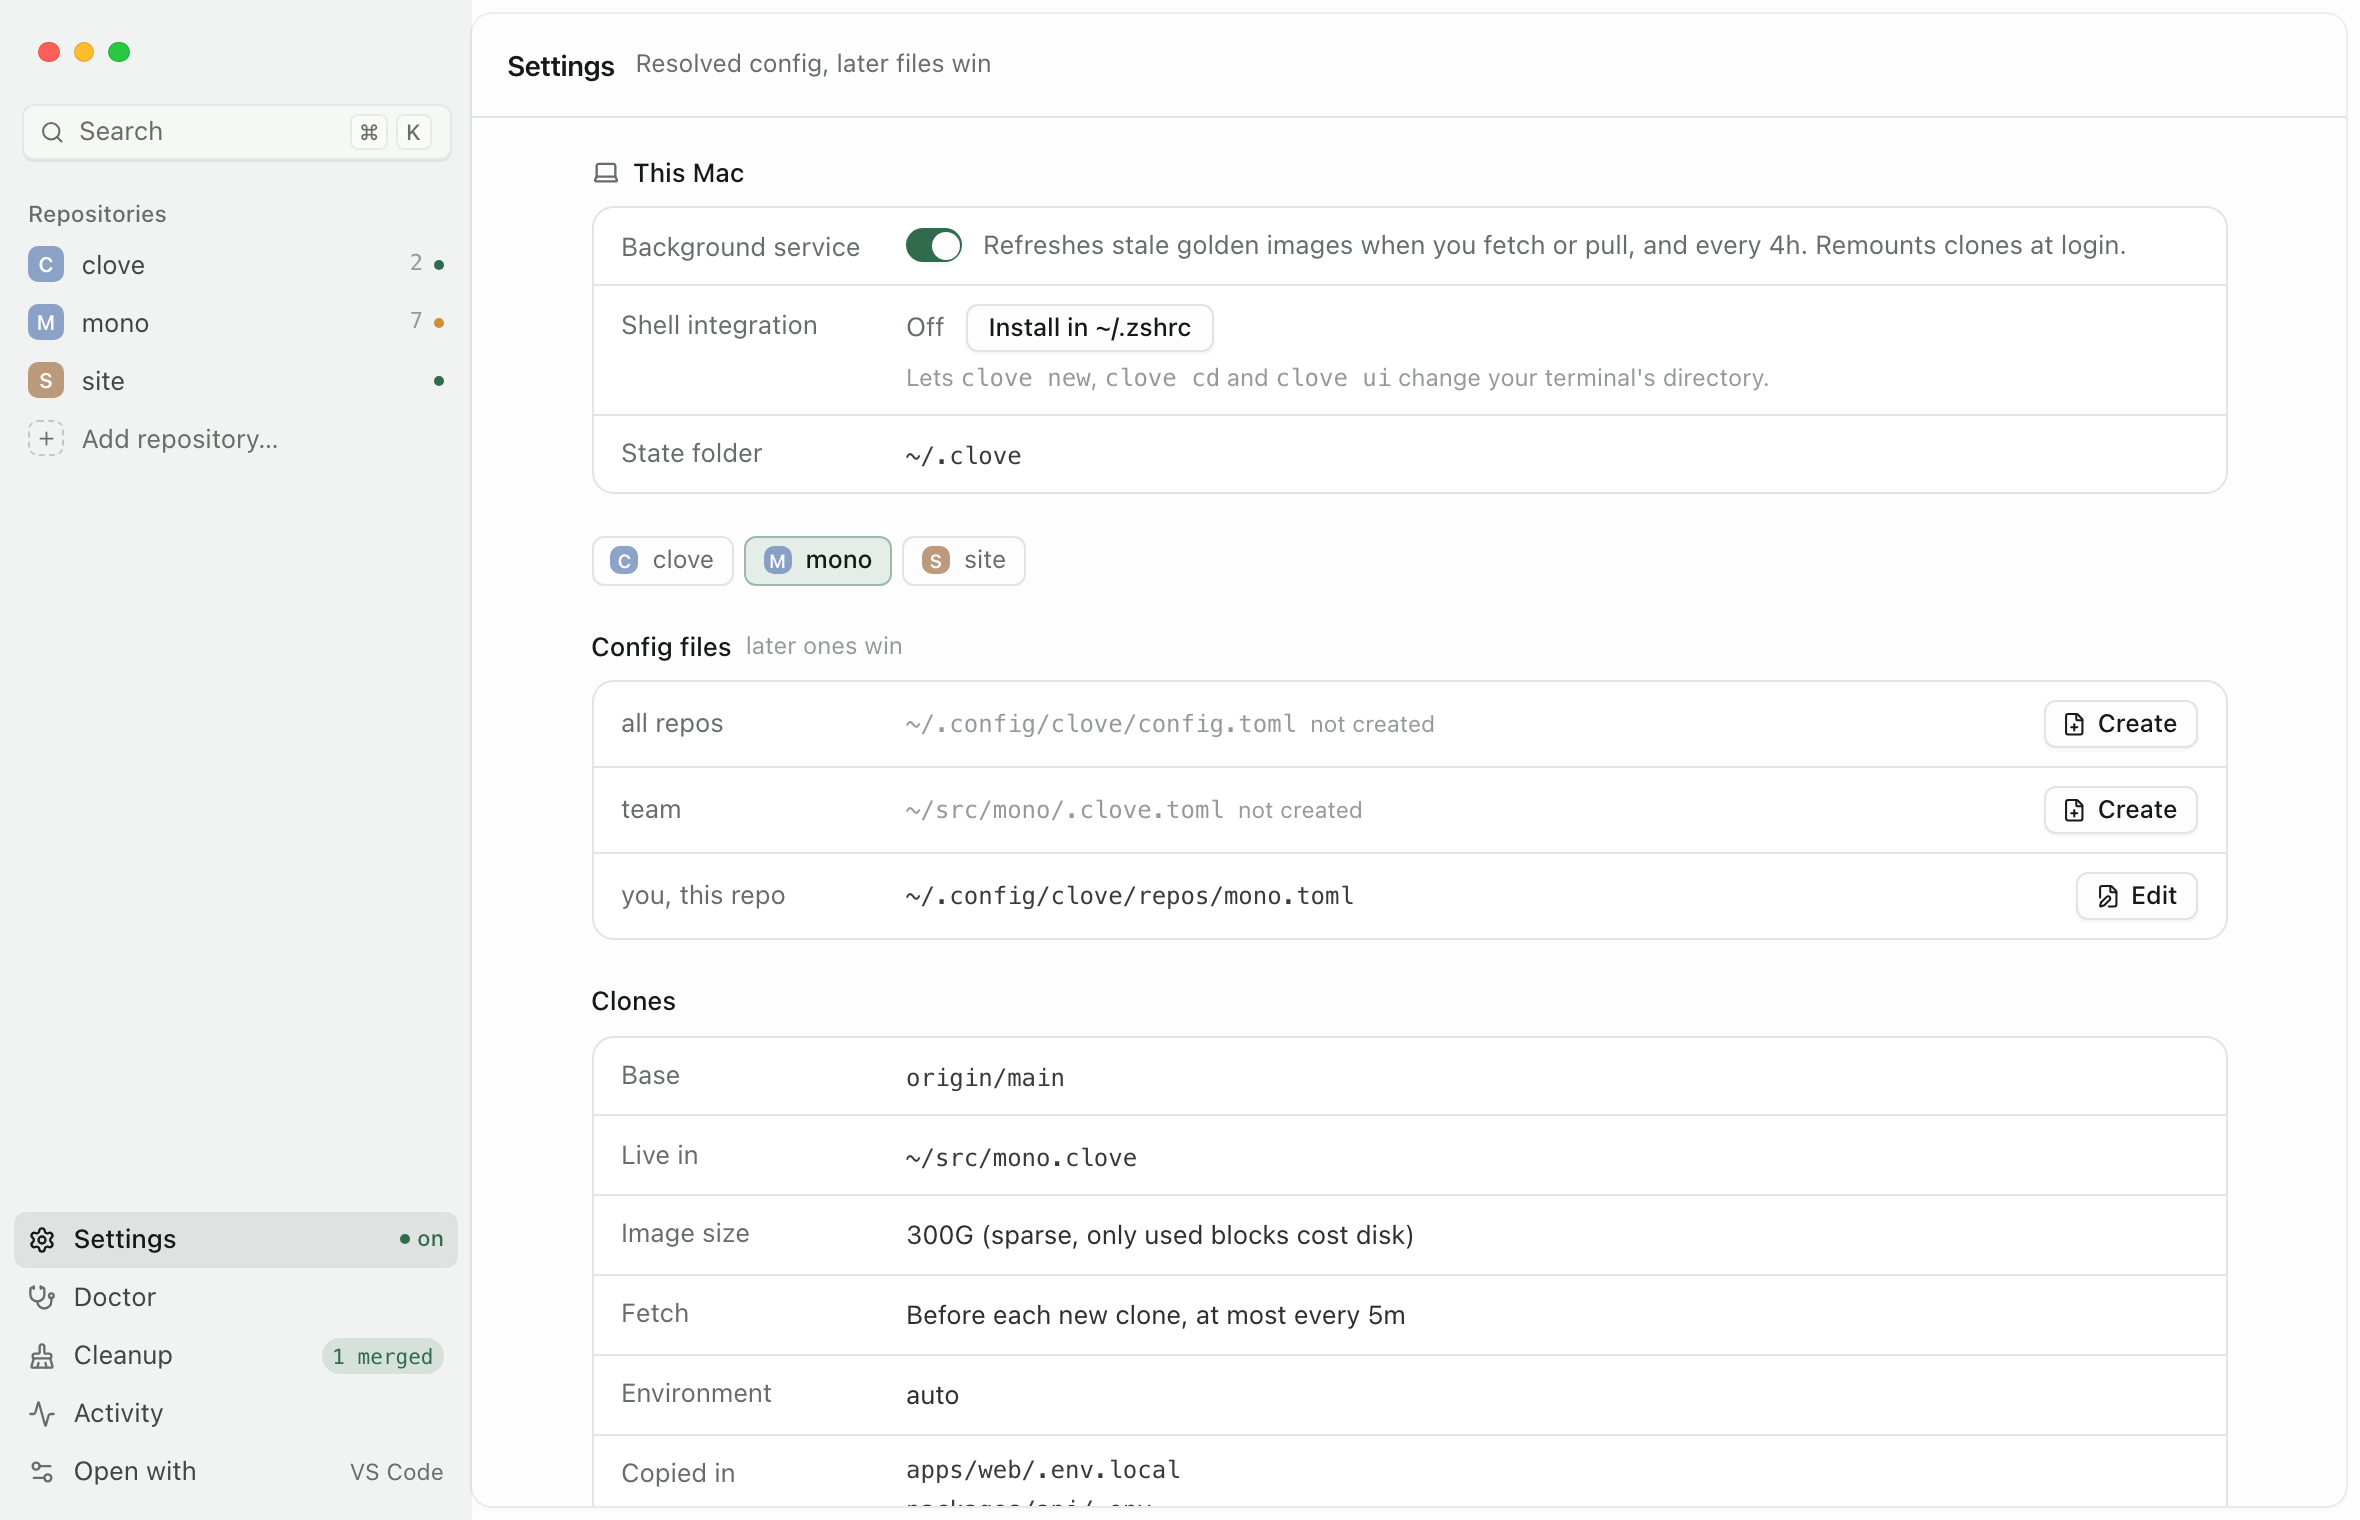 Search ⌘ K
Repositories
C clove 2
M mono 7
S site
+ Add repository...
Settings on
Doctor
Cleanup 1 merged
Activity
Open with VS Code
Settings Resolved config, later files win
This Mac
Background service Refreshes stale golden images when you fetch or pull, and every 4h. Remounts clones at login.
Shell integration Off Install in ~/.zshrc
Lets clove new, clove cd and clove ui change your terminal's directory.
State folder ~/.clove
C clove M mono S site
Config files later ones win
all repos ~/.config/clove/config.toml not created Create
team ~/src/mono/.clove.toml not created Create
you, this repo ~/.config/clove/repos/mono.toml Edit
Clones
Base origin/main
Live in ~/src/mono.clove
Image size 300G (sparse, only used blocks cost disk)
Fetch Before each new clone, at most every 5m
Environment auto
Copied in apps/web/.env.local